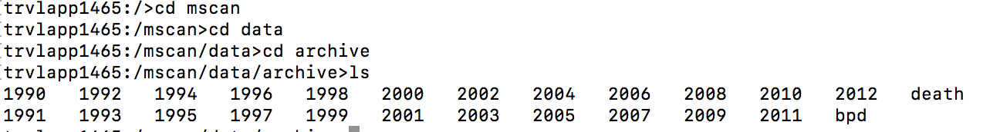 trvlapp1465:/>cd mscan
trvlapp1465:/mscan>cd data
trvlapp1465:/mscan/data>cd archive
trvlapp1465:/mscan/data/archive>ls
1990 1992 1994 1996 1998 2000 2002 2004 2006 2008 2010 2012 death
1991 1993 1995 1997 1999 2001 2003 2005 2007 2009 2011 bpd